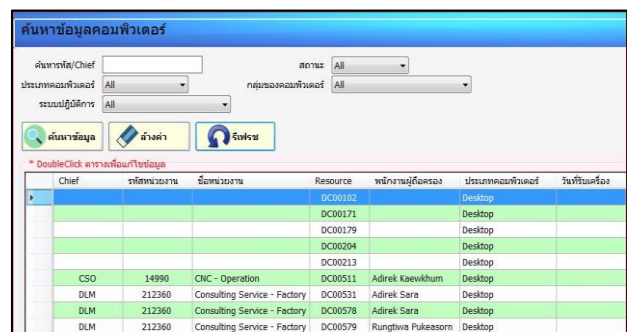 ค้นหาข้อมูลคอมพิวเตอร์
ค้นหารหัส/Chief สถานะ All
ประเภทคอมพิวเตอร์ All กลุ่มของคอมพิวเตอร์ All
ระบบปฏิบัติการ All
ค้นหาข้อมูล ล้างค่า รีเฟรช
* DoubleClick ตารางเพื่อแก้ไขข้อมูล
Chief รหัสหน่วยงาน ชื่อหน่วยงาน Resource พนักงานผู้ถือครอง ประเภทคอมพิวเตอร์ วันที่รับเครื่อง
DC00102 Desktop
DC00171 Desktop
DC00179 Desktop
DC00204 Desktop
DC00213 Desktop
CSO 14990 CNC - Operation DC00511 Adirek Kaewkhum Desktop
DLM 212360 Consulting Service - Factory DC00531 Adirek Sara Desktop
DLM 212360 Consulting Service - Factory DC00578 Adirek Sara Desktop
DLM 212360 Consulting Service - Factory DC00579 Rungtiwa Pukeasorn Desktop